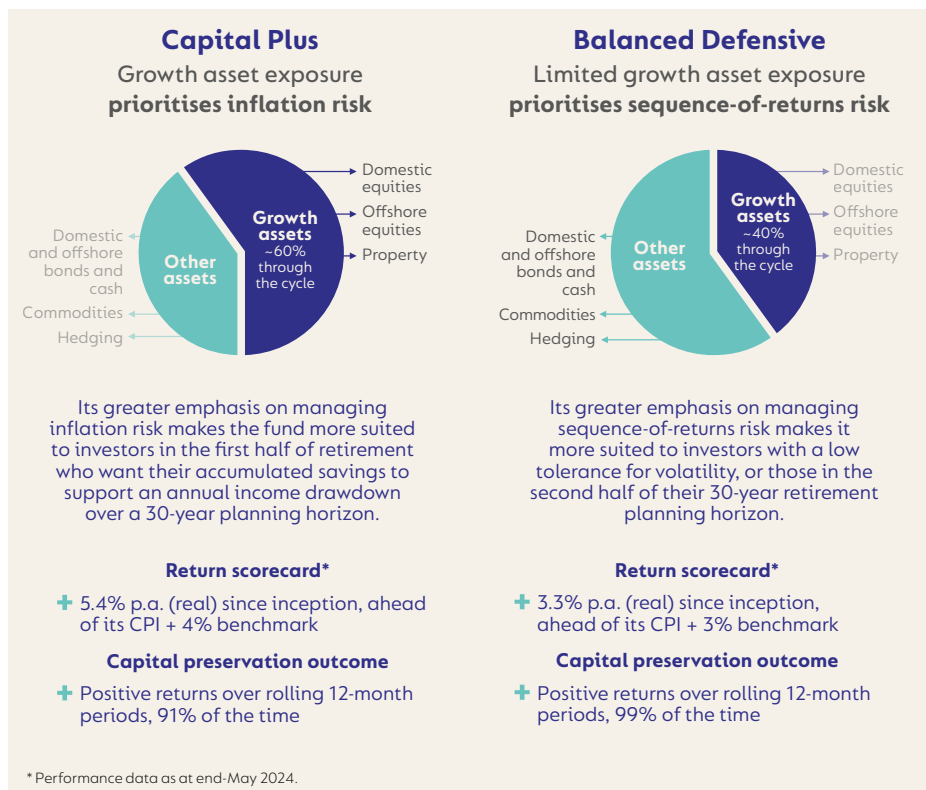 Capital Plus
Growth asset exposure
prioritises inflation risk
Domestic
equities
Offshore
equities
Property
Growth
assets
~60%
through
the cycle
Other
assets
Domestic
and offshore
bonds and
cash
Commodities
Hedging
Its greater emphasis on managing
inflation risk makes the fund more suited
to investors in the first half of retirement
who want their accumulated savings to
support an annual income drawdown
over a 30-year planning horizon.
Return scorecard*
+ 5.4% p.a. (real) since inception, ahead
of its CPI + 4% benchmark
Capital preservation outcome
+ Positive returns over rolling 12-month
periods, 91% of the time
Balanced Defensive
Limited growth asset exposure
prioritises sequence-of-returns risk
Domestic
equities
Offshore
equities
Property
Growth
assets
~40%
through
the cycle
Other
assets
Domestic
and offshore
bonds and
cash
Commodities
Hedging
Its greater emphasis on managing
sequence-of-returns risk makes it
more suited to investors with a low
tolerance for volatility, or those in the
second half of their 30-year retirement
planning horizon.
Return scorecard*
+ 3.3% p.a. (real) since inception,
ahead of its CPI + 3% benchmark
Capital preservation outcome
+ Positive returns over rolling 12-month
periods, 99% of the time
* Performance data as at end-May 2024.